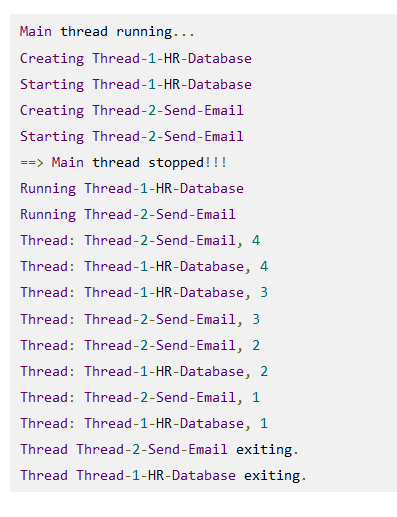 Main thread running...
Creating Thread-1-HR-Database
Starting Thread-1-HR-Database
Creating Thread-2-Send-Email
Starting Thread-2-Send-Email
==> Main thread stopped!!!
Running Thread-1-HR-Database
Running Thread-2-Send-Email
Thread: Thread-2-Send-Email, 4
Thread: Thread-1-HR-Database, 4
Thread: Thread-1-HR-Database, 3
Thread: Thread-2-Send-Email, 3
Thread: Thread-2-Send-Email, 2
Thread: Thread-1-HR-Database, 2
Thread: Thread-2-Send-Email, 1
Thread: Thread-1-HR-Database, 1
Thread Thread-2-Send-Email exiting.
Thread Thread-1-HR-Database exiting.